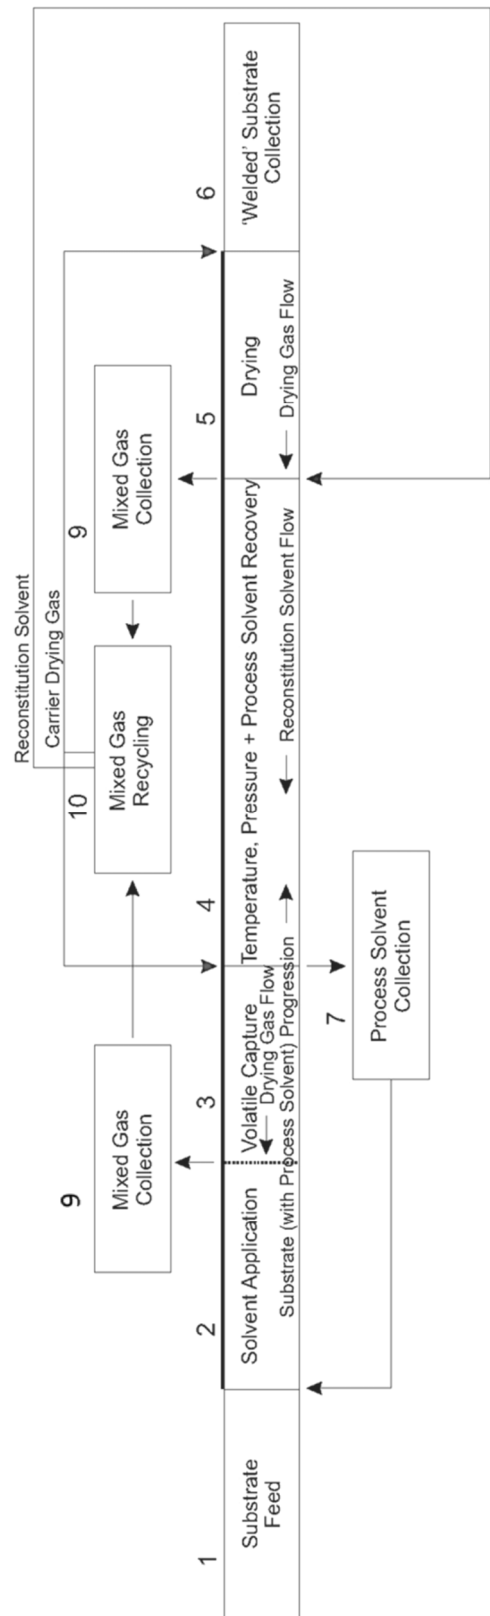 Reconstitution Solvent
Carrier Drying Gas
9
Mixed Gas
Collection
10
Mixed Gas
Recycling
9
Mixed Gas
Collection
1
Substrate
Feed
2
Solvent Application
3
Volatile Capture
Drying Gas Flow
Substrate (with Process Solvent) Progression
4
Temperature, Pressure + Process Solvent Recovery
Reconstitution Solvent Flow
5
Drying
Drying Gas Flow
6
'Welded' Substrate
Collection
7
Process Solvent
Collection